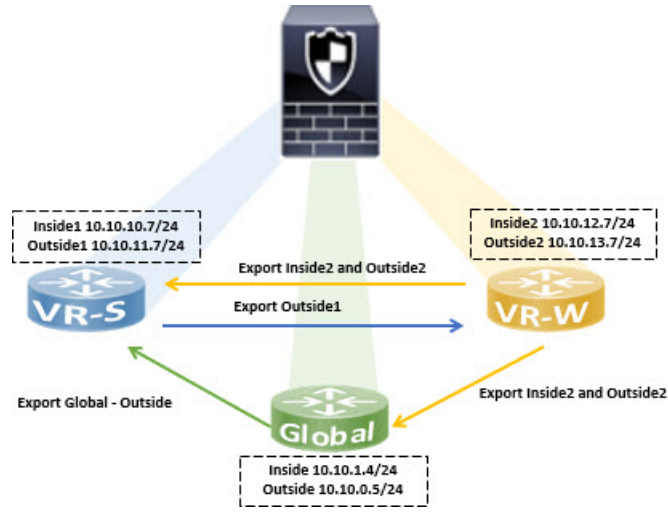 Inside1 10.10.10.7/24
Outside1 10.10.11.7/24
Inside2 10.10.12.7/24
Outside2 10.10.13.7/24
Export Inside2 and Outside2
VR-S
Export Outside1
VR-W
Export Global - Outside
Export Inside2 and Outside2
Global
Inside 10.10.1.4/24
Outside 10.10.0.5/24